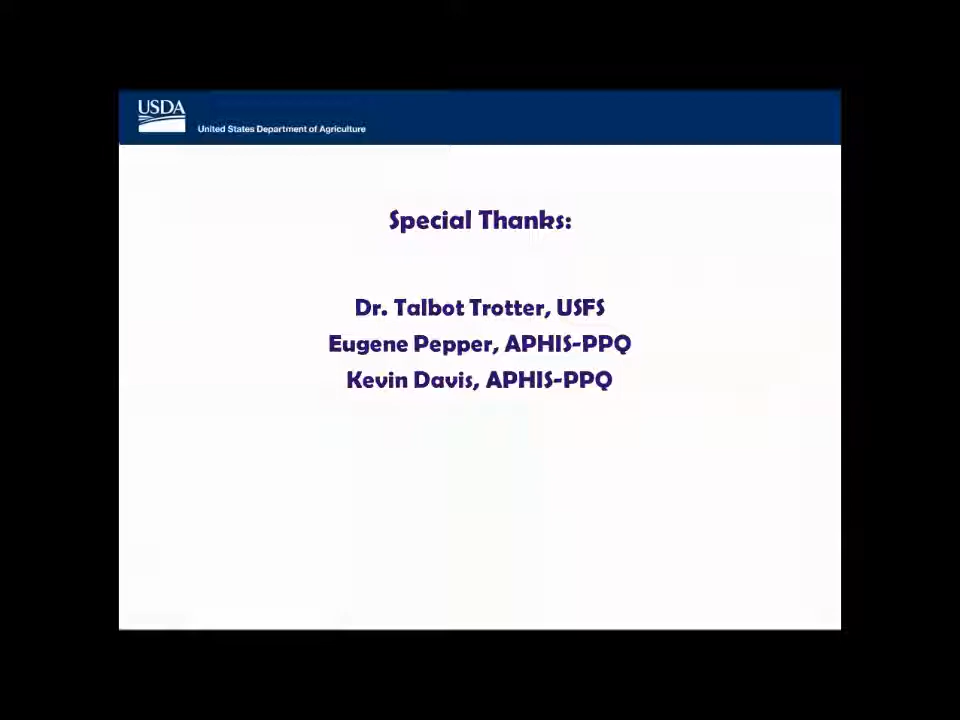 USDA
United States Department of Agriculture
Special Thanks:
Dr. Talbot Trotter, USFS
Eugene Pepper, APHIS-PPQ
Kevin Davis, APHIS-PPQ